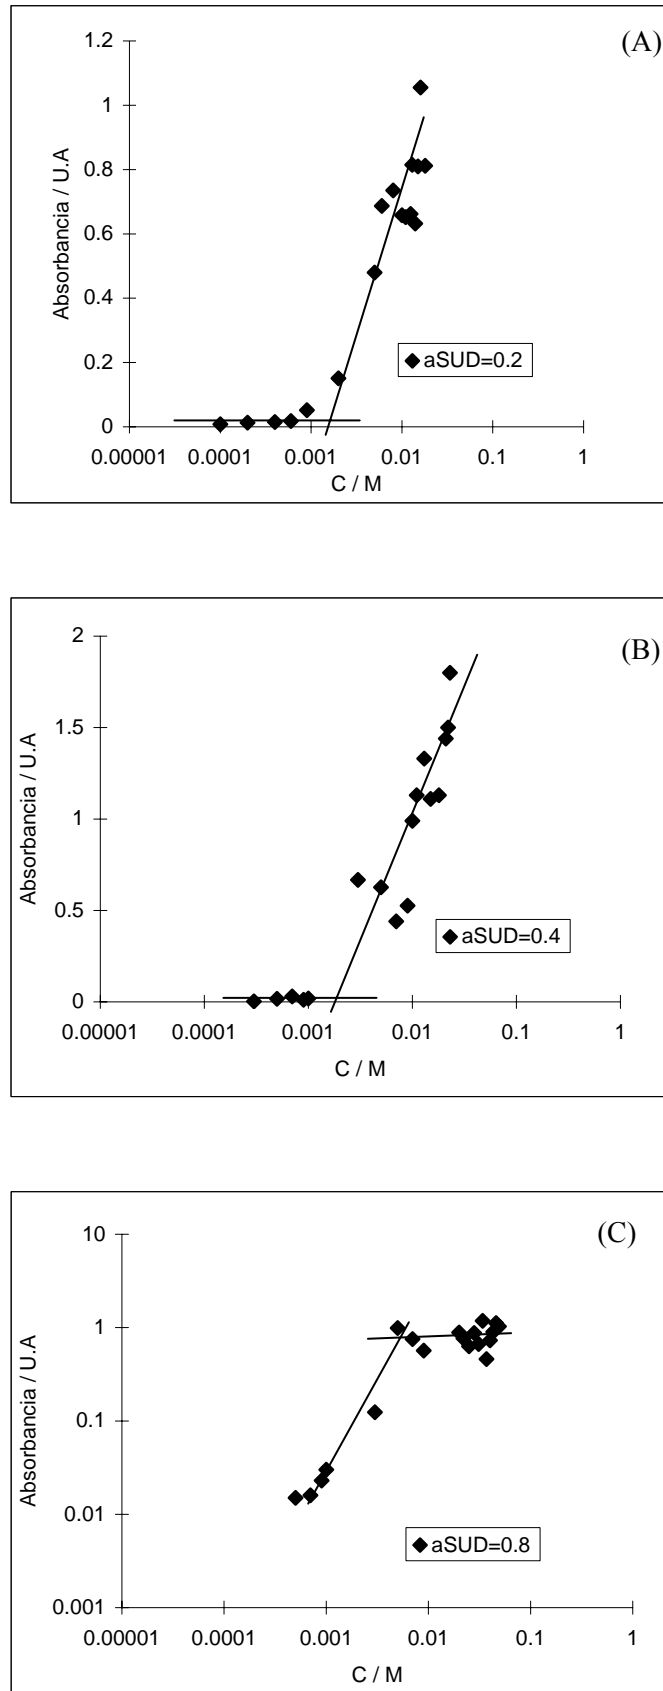 (A)
1.2
1
0.8
0.6
0.4
0.2
0
Absorbancia / U.A
aSUD=0.2
0.00001 0.0001 0.001 0.01 0.1 1
C / M
(B)
2
1.5
1
0.5
0
Absorbancia / U.A
aSUD=0.4
0.00001 0.0001 0.001 0.01 0.1 1
C / M
(C)
10
1
0.1
0.01
0.001
Absorbancia / U.A
aSUD=0.8
0.00001 0.0001 0.001 0.01 0.1 1
C / M